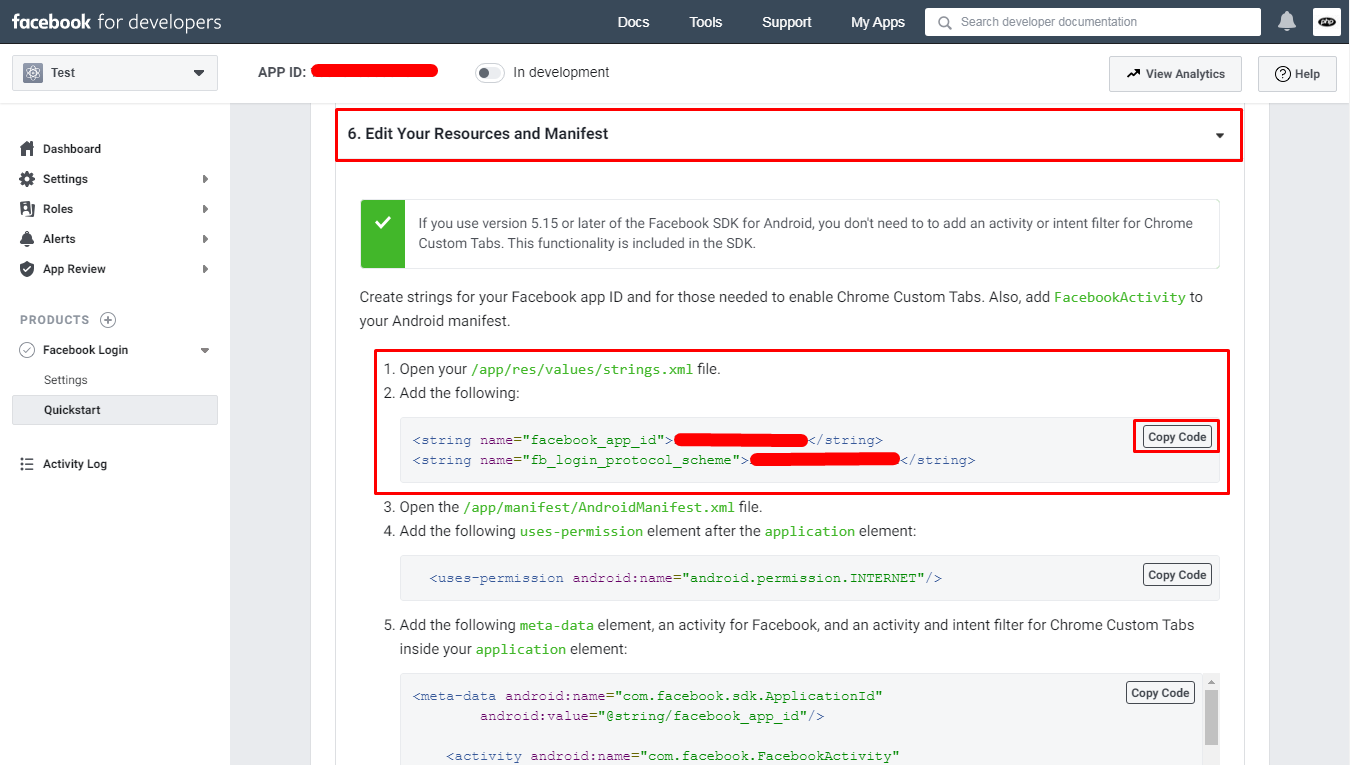 facebook for developers
Docs
Tools
Support
My Apps
Search developer documentation
php
Test
APP ID:
In development
View Analytics
Help
Dashboard
Settings
Roles
Alerts
App Review
PRODUCTS
Facebook Login
Settings
Quickstart
Activity Log
6. Edit Your Resources and Manifest
If you use version 5.15 or later of the Facebook SDK for Android, you don't need to to add an activity or intent filter for Chrome
Custom Tabs. This functionality is included in the SDK.
Create strings for your Facebook app ID and for those needed to enable Chrome Custom Tabs. Also, add FacebookActivity to
your Android manifest.
1. Open your /app/res/values/strings.xml file.
2. Add the following:
Copy Code
<string name="facebook_app_id"></string>
<string name="fb_login_protocol_scheme"></string>
3. Open the /app/manifest/AndroidManifest.xml file.
4. Add the following uses-permission element after the application element:
<uses-permission android:name="android.permission.INTERNET"/>
Copy Code
5. Add the following meta-data element, an activity for Facebook, and an activity and intent filter for Chrome Custom Tabs
inside your application element:
Copy Code
<meta-data android:name="com.facebook.sdk.ApplicationId"
android:value="@string/facebook_app_id"/>
<activity android:name="com.facebook.FacebookActivity"